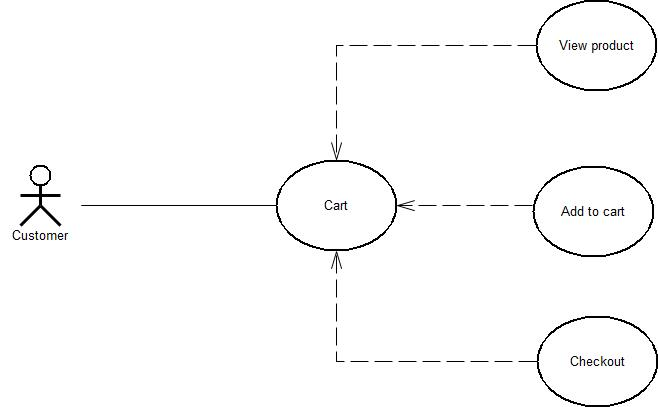 View product
Cart
Add to cart
Customer
Checkout